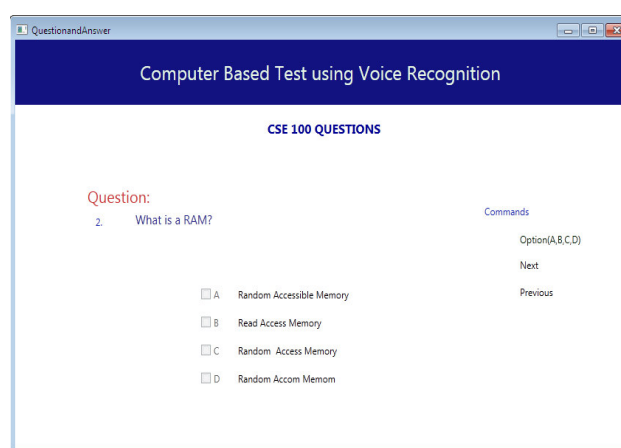 QuestionandAnswer
Computer Based Test using Voice Recognition
CSE 100 QUESTIONS
Question:
2. What is a RAM?
Commands
Option(A,B,C,D)
Next
Previous
A Random Accessible Memory
B Read Access Memory
C Random Access Memory
D Random Accom Memom